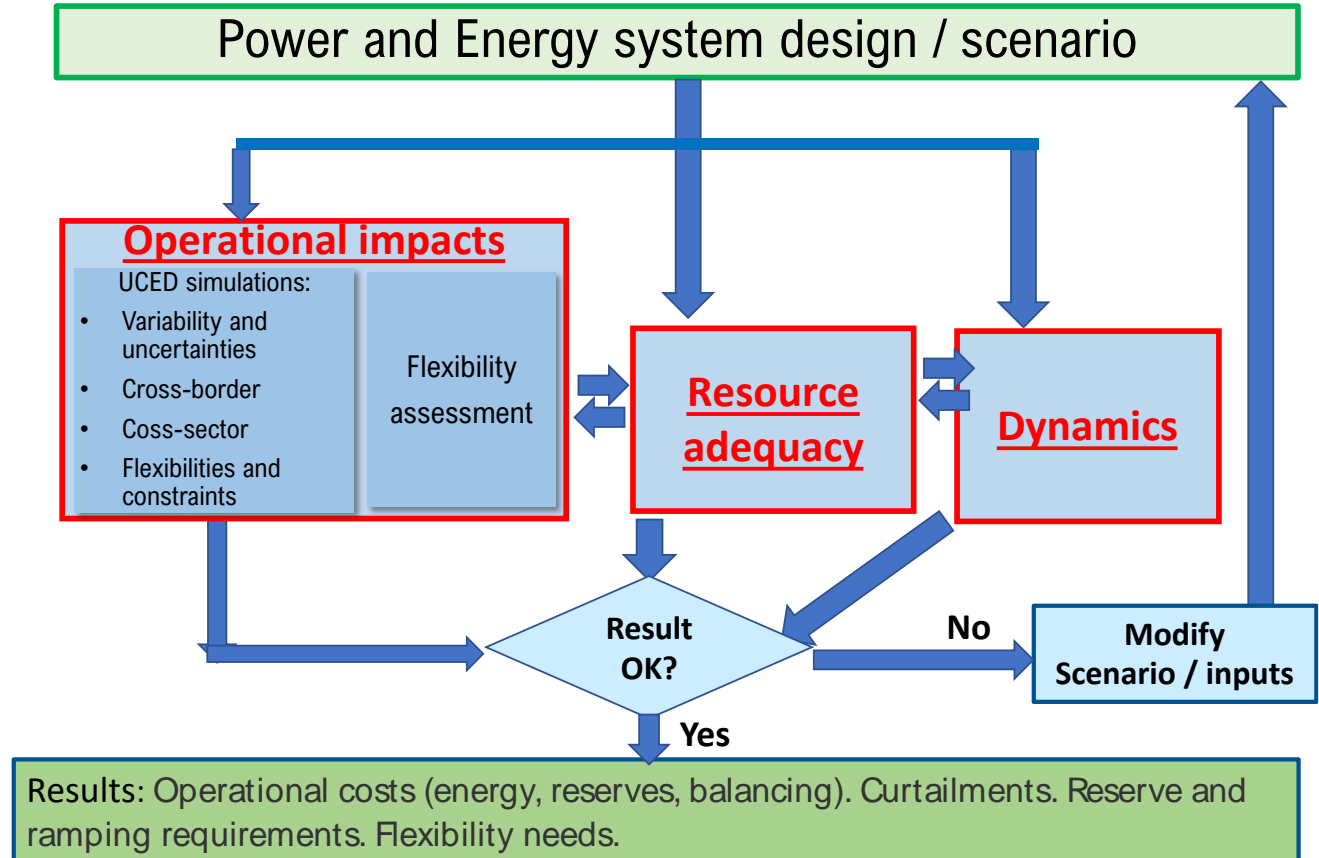 Power and Energy system design / scenario
Operational impacts
UCED simulations:
• Variability and
uncertainties
• Cross-border
• Coss-sector
• Flexibilities and
constraints
Flexibility
assessment
Resource
adequacy
Dynamics
Result
OK?
No
Modify
Scenario / inputs
Yes
Results: Operational costs (energy, reserves, balancing). Curtailments. Reserve and
ramping requirements. Flexibility needs.